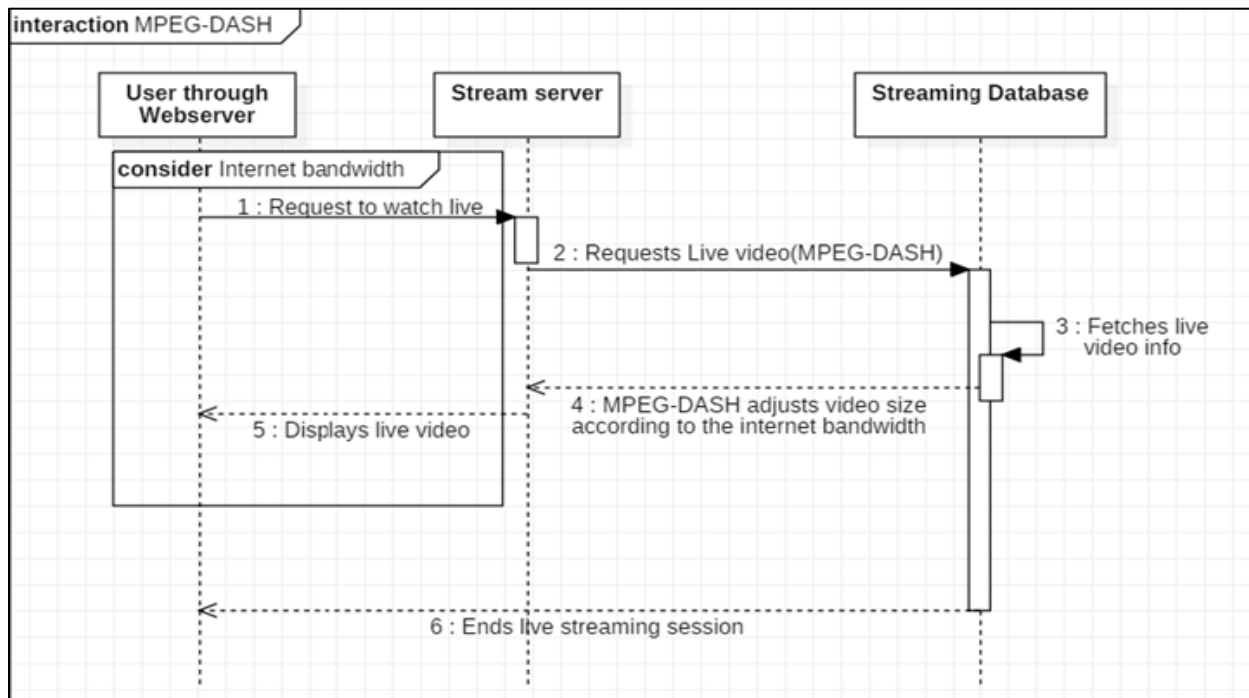 interaction MPEG-DASH
User through
Webserver
Stream server
Streaming Database
consider Internet bandwidth
1 : Request to watch live
2 : Requests Live video(MPEG-DASH)
3 : Fetches live
video info
4 : MPEG-DASH adjusts video size
according to the internet bandwidth
5 : Displays live video
6 : Ends live streaming session